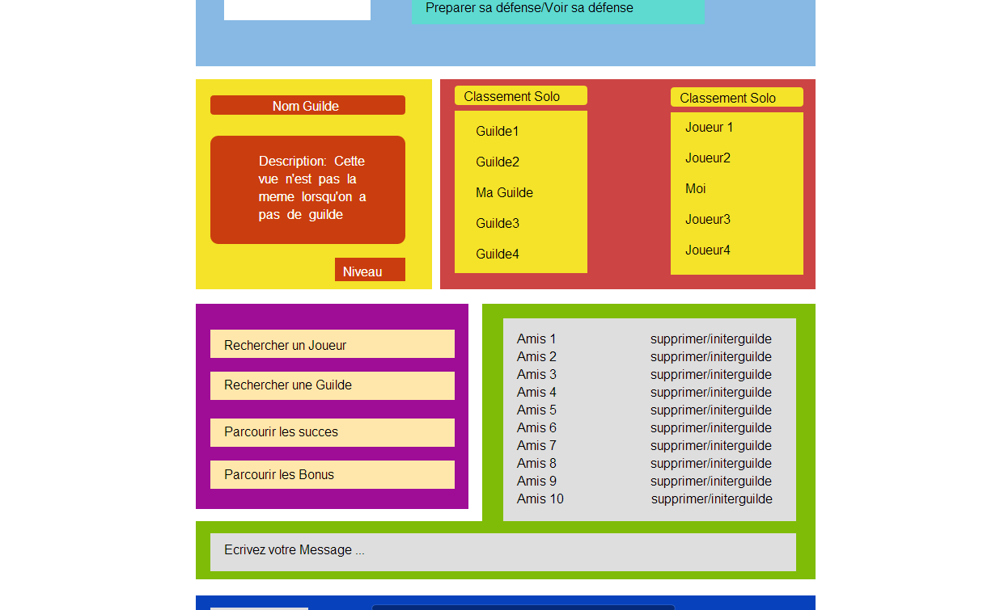 Preparer sa défense/Voir sa défense
Nom Guilde
Description: Cette
vue n'est pas la
meme lorsqu'on a
pas de guilde
Niveau
Classement Solo
Guilde1
Guilde2
Ma Guilde
Guilde3
Guilde4
Classement Solo
Joueur 1
Joueur2
Moi
Joueur3
Joueur4
Rechercher un Joueur
Rechercher une Guilde
Parcourir les succes
Parcourir les Bonus
Amis 1 supprimer/initerguilde
Amis 2 supprimer/initerguilde
Amis 3 supprimer/initerguilde
Amis 4 supprimer/initerguilde
Amis 5 supprimer/initerguilde
Amis 6 supprimer/initerguilde
Amis 7 supprimer/initerguilde
Amis 8 supprimer/initerguilde
Amis 9 supprimer/initerguilde
Amis 10 supprimer/initerguilde
Ecrivez votre Message ...